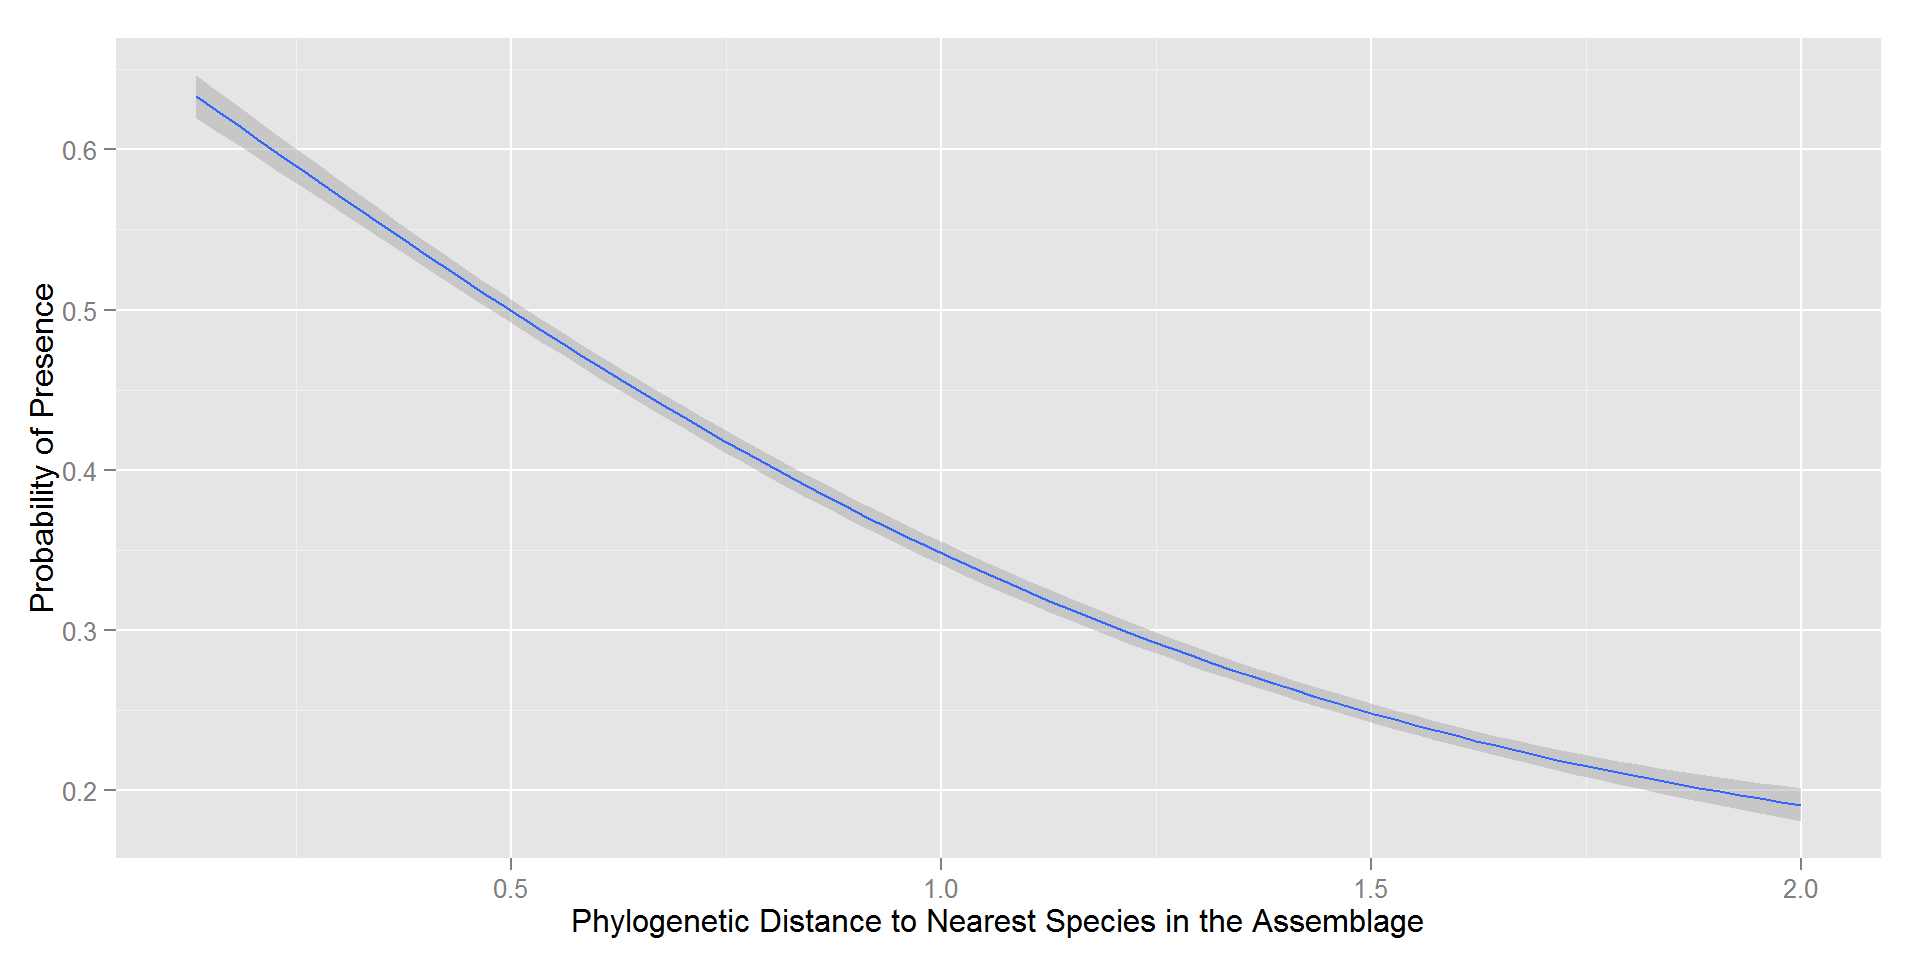 Probability of Presence
0.6
0.5
0.4
0.3
0.2
0.5 1.0 1.5 2.0
Phylogenetic Distance to Nearest Species in the Assemblage